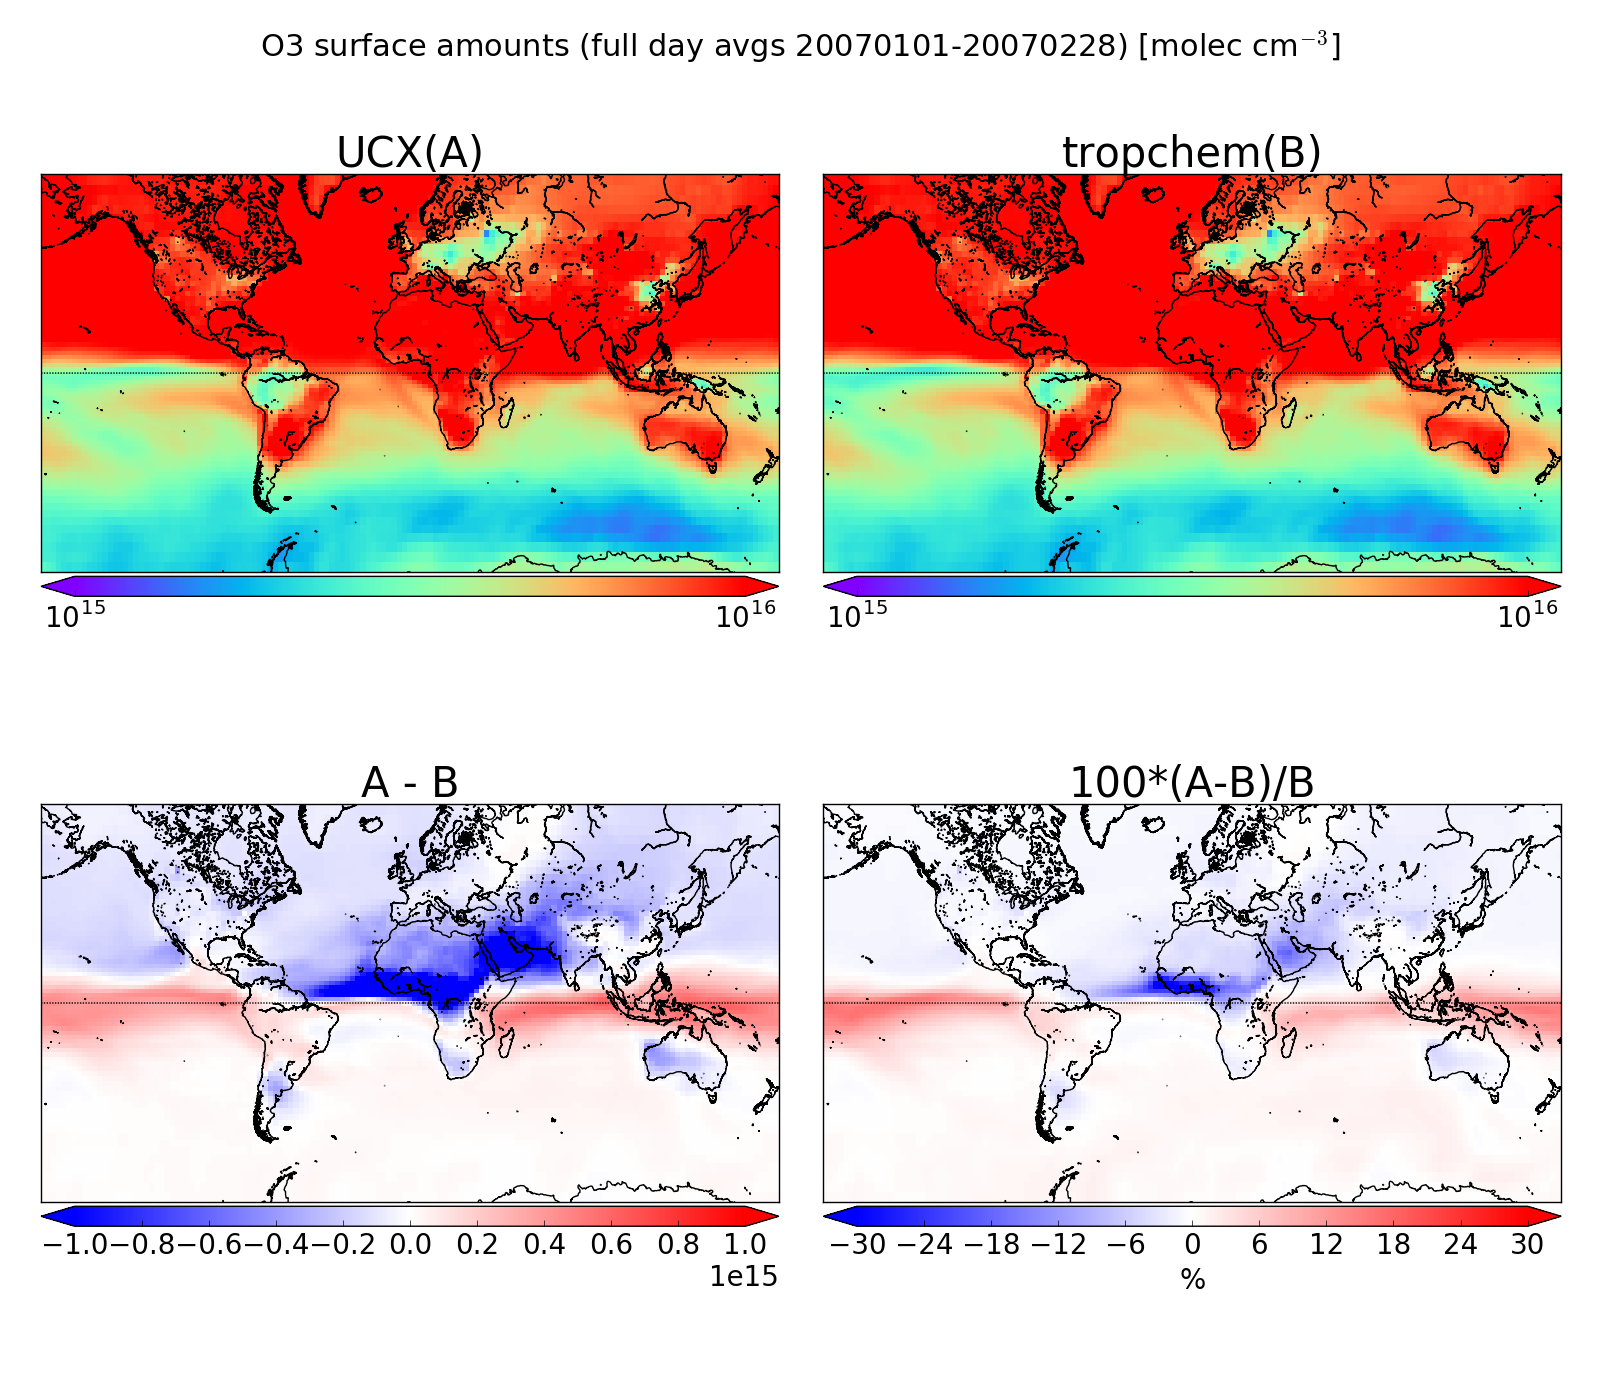 O3 surface amounts (full day avgs 20070101-20070228) [molec cm⁻³]
UCX(A)
tropchem(B)
10¹⁵ 10¹⁶
10¹⁵ 10¹⁶
A - B
100*(A-B)/B
−1.0 −0.8 −0.6 −0.4 −0.2 0.0 0.2 0.4 0.6 0.8 1.0
1e15
−30 −24 −18 −12 −6 0 6 12 18 24 30
%